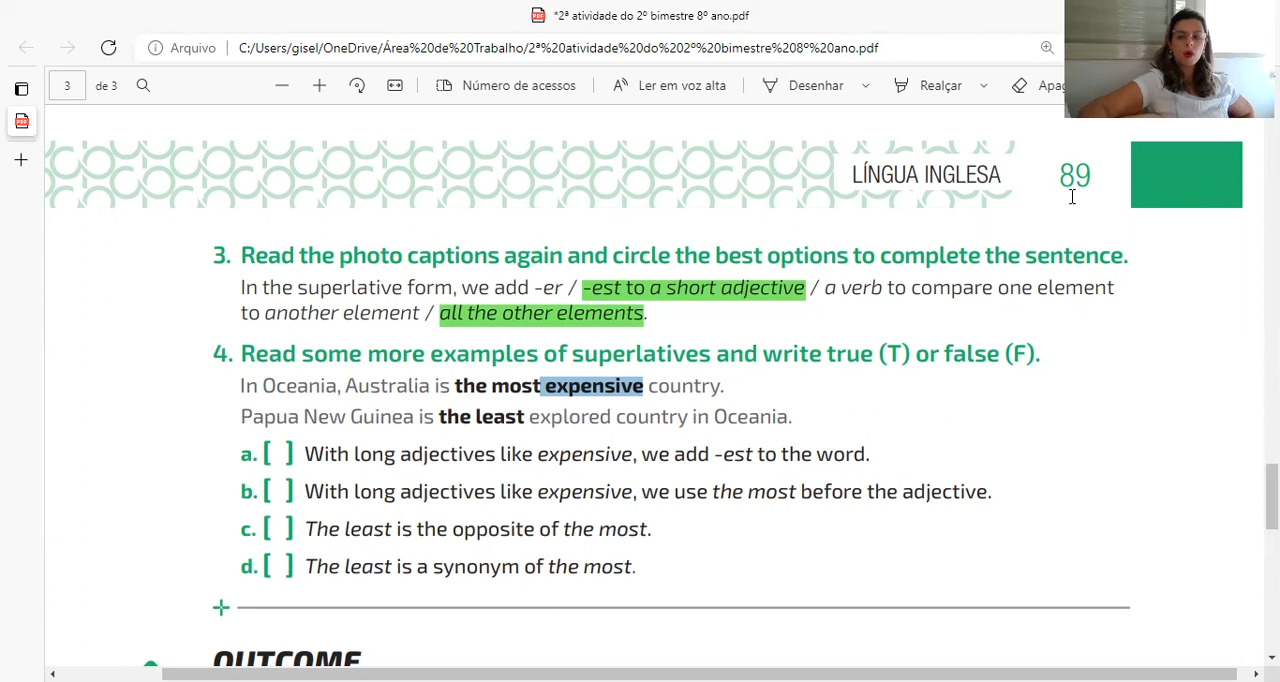 *2ª atividade do 2º bimestre 8º ano.pdf
Arquivo
C:/Users/gisel/OneDrive/Área%20de%20Trabalho/2ª%20atividade%20do%202º%20bimestre%208º%20ano.pdf
3 de 3
Número de acessos
Ler em voz alta
Desenhar
Realçar
Apag
LÍNGUA INGLESA 89
3. Read the photo captions again and circle the best options to complete the sentence.
In the superlative form, we add -er / -est to a short adjective / a verb to compare one element
to another element / all the other elements.
4. Read some more examples of superlatives and write true (T) or false (F).
In Oceania, Australia is the most expensive country.
Papua New Guinea is the least explored country in Oceania.
a. [ ] With long adjectives like expensive, we add -est to the word.
b. [ ] With long adjectives like expensive, we use the most before the adjective.
c. [ ] The least is the opposite of the most.
d. [ ] The least is a synonym of the most.
OUTCOME